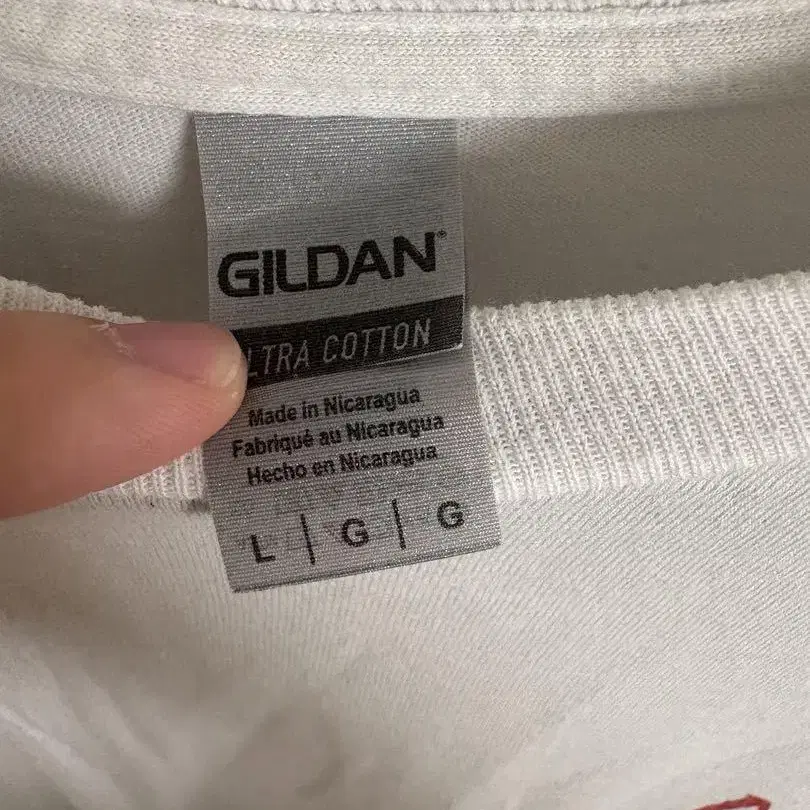 GILDAN®
LTRA COTTON
Made in Nicaragua
Fabriqué au Nicaragua
Hecho en Nicaragua
L | G | G